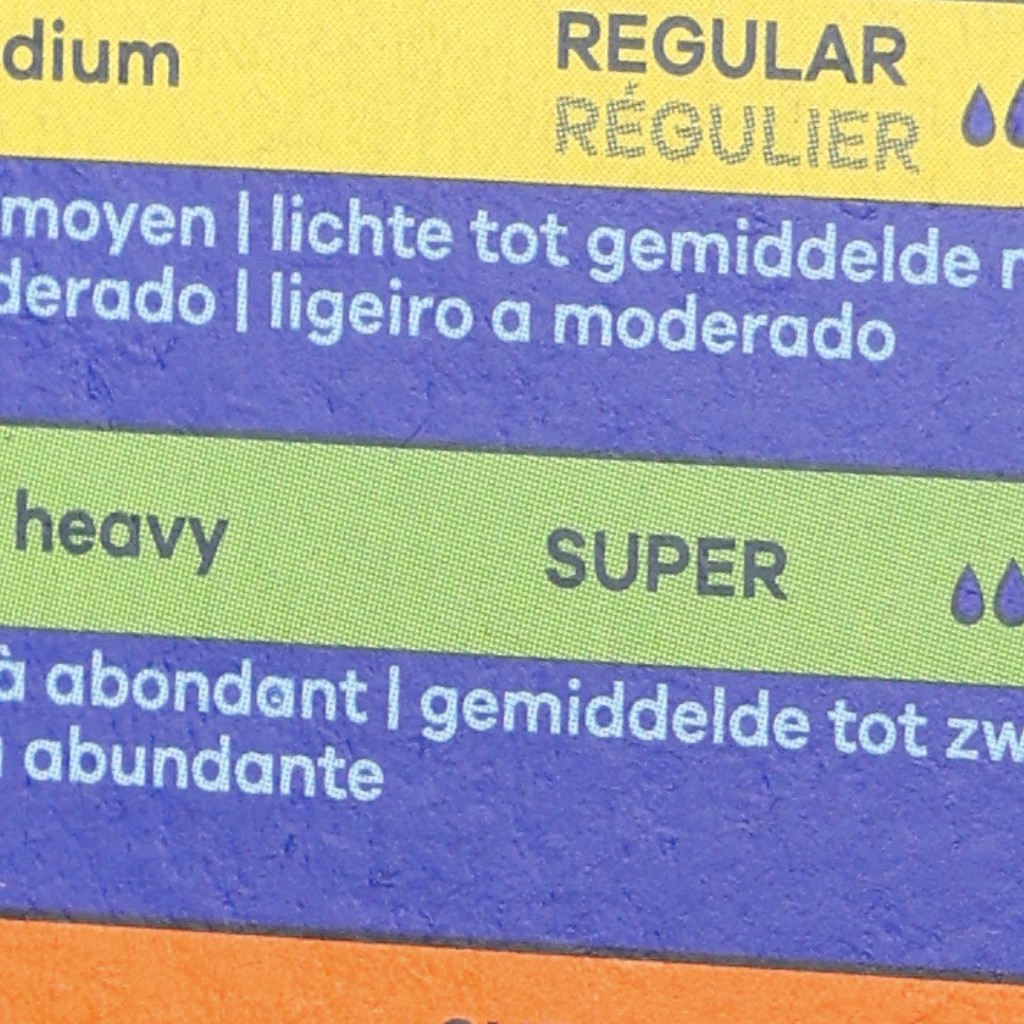 dium REGULAR
RÉGULIER
moyen | lichte tot gemiddelde
derado | ligeiro a moderado
heavy SUPER
à abondant | gemiddelde tot zw
abundante